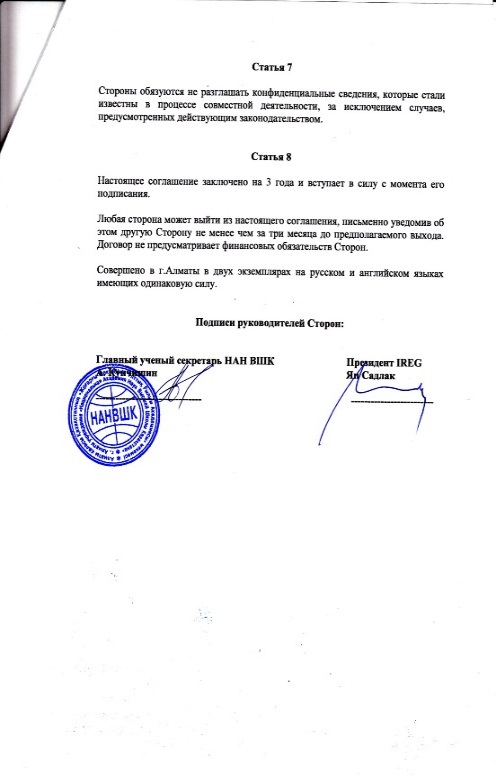 Статья 7
Стороны обязуются не разглашать конфиденциальные сведения, которые стали
известны в процессе совместной деятельности, за исключением случаев,
предусмотренных действующим законодательством.
Статья 8
Настоящее соглашение заключено на 3 года и вступает в силу с момента его
подписания.
Любая сторона может выйти из настоящего соглашения, письменно уведомив об
этом другую Сторону не менее чем за три месяца до предполагаемого выхода.
Договор не предусматривает финансовых обязательств Сторон.
Совершено в г.Алматы в двух экземплярах на русском и английском языках
имеющих одинаковую силу.
Подписи руководителей Сторон:
Главный ученый секретарь НАН ВШК
А.
Президент IREG
Ян Садлак
НАНВШК